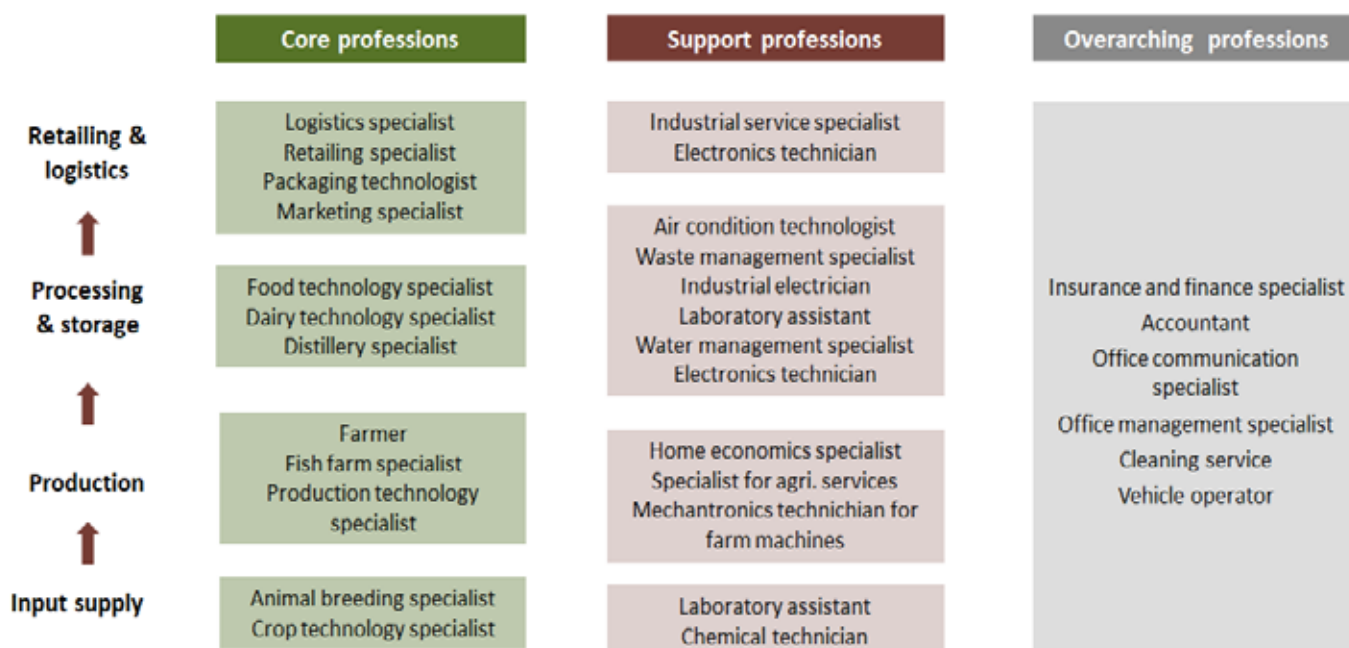 Core professions
Support professions
Overarching professions
Retailing &
logistics
Logistics specialist
Retailing specialist
Packaging technologist
Marketing specialist
Industrial service specialist
Electronics technician
Processing
& storage
Food technology specialist
Dairy technology specialist
Distillery specialist
Air condition technologist
Waste management specialist
Industrial electrician
Laboratory assistant
Water management specialist
Electronics technician
Production
Farmer
Fish farm specialist
Production technology
specialist
Home economics specialist
Specialist for agri. services
Mechantronics technichian for
farm machines
Input supply
Animal breeding specialist
Crop technology specialist
Laboratory assistant
Chemical technician
Insurance and finance specialist
Accountant
Office communication
specialist
Office management specialist
Cleaning service
Vehicle operator